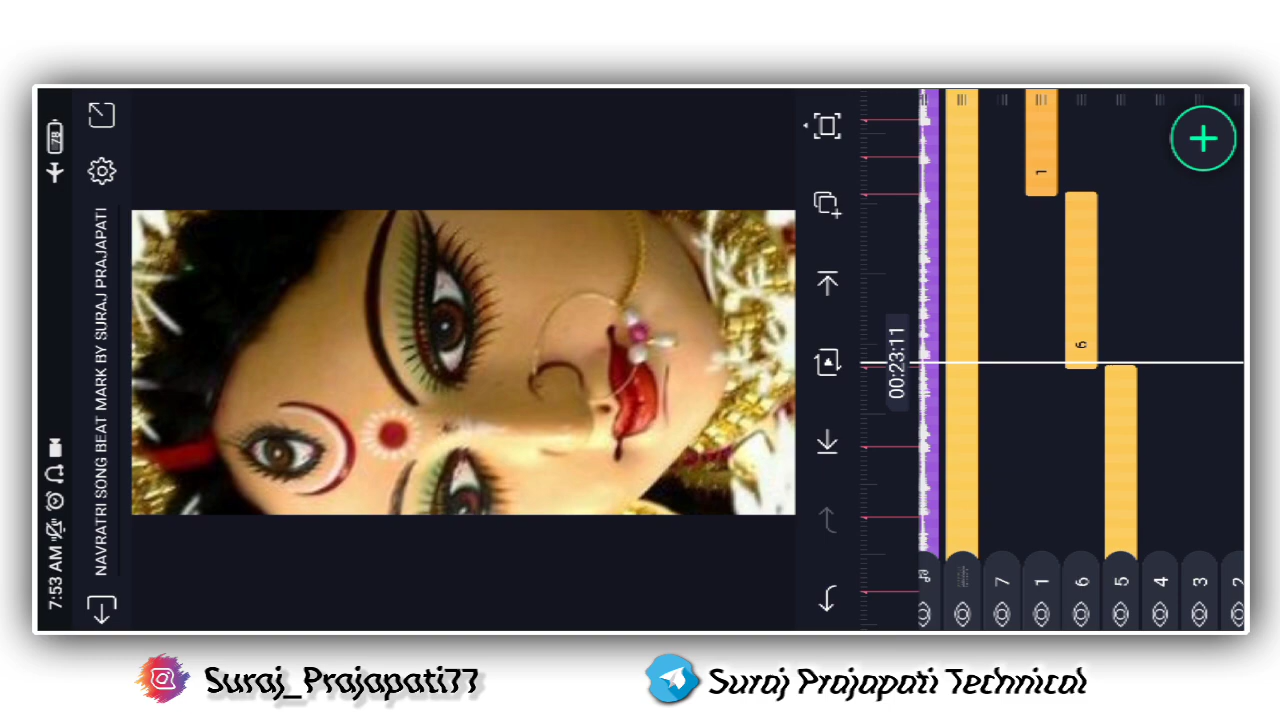 7:53 AM
78
NAVRATRI SONG BEAT MARK BY SURAJ PRAJAPATI
00:23:11
1
6
7
1
6
5
4
3
2
Suraj_Prajapati77
Suraj Prajapati Technical